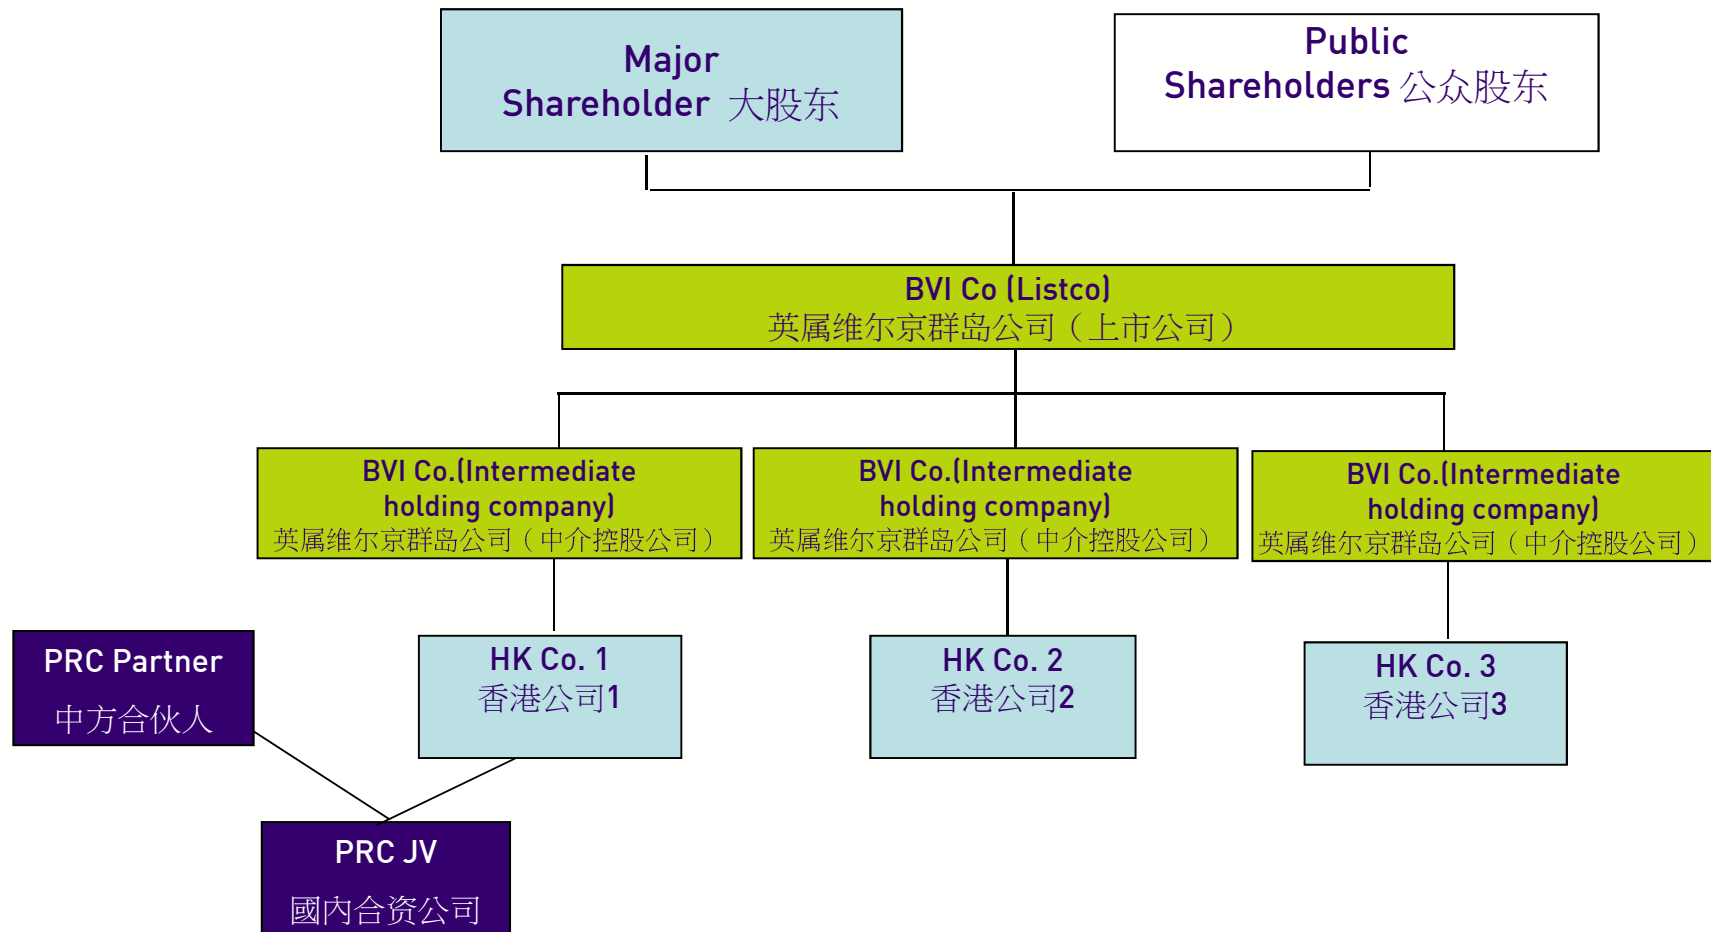 Major
Shareholder 大股东
Public
Shareholders 公众股东
BVI Co (Listco)
英属维尔京群岛公司（上市公司）
BVI Co.(Intermediate
holding company)
英属维尔京群岛公司（中介控股公司）
BVI Co.(Intermediate
holding company)
英属维尔京群岛公司（中介控股公司）
BVI Co.(Intermediate
holding company)
英属维尔京群岛公司（中介控股公司）
PRC Partner
中方合伙人
HK Co. 1
香港公司1
HK Co. 2
香港公司2
HK Co. 3
香港公司3
PRC JV
國内合资公司